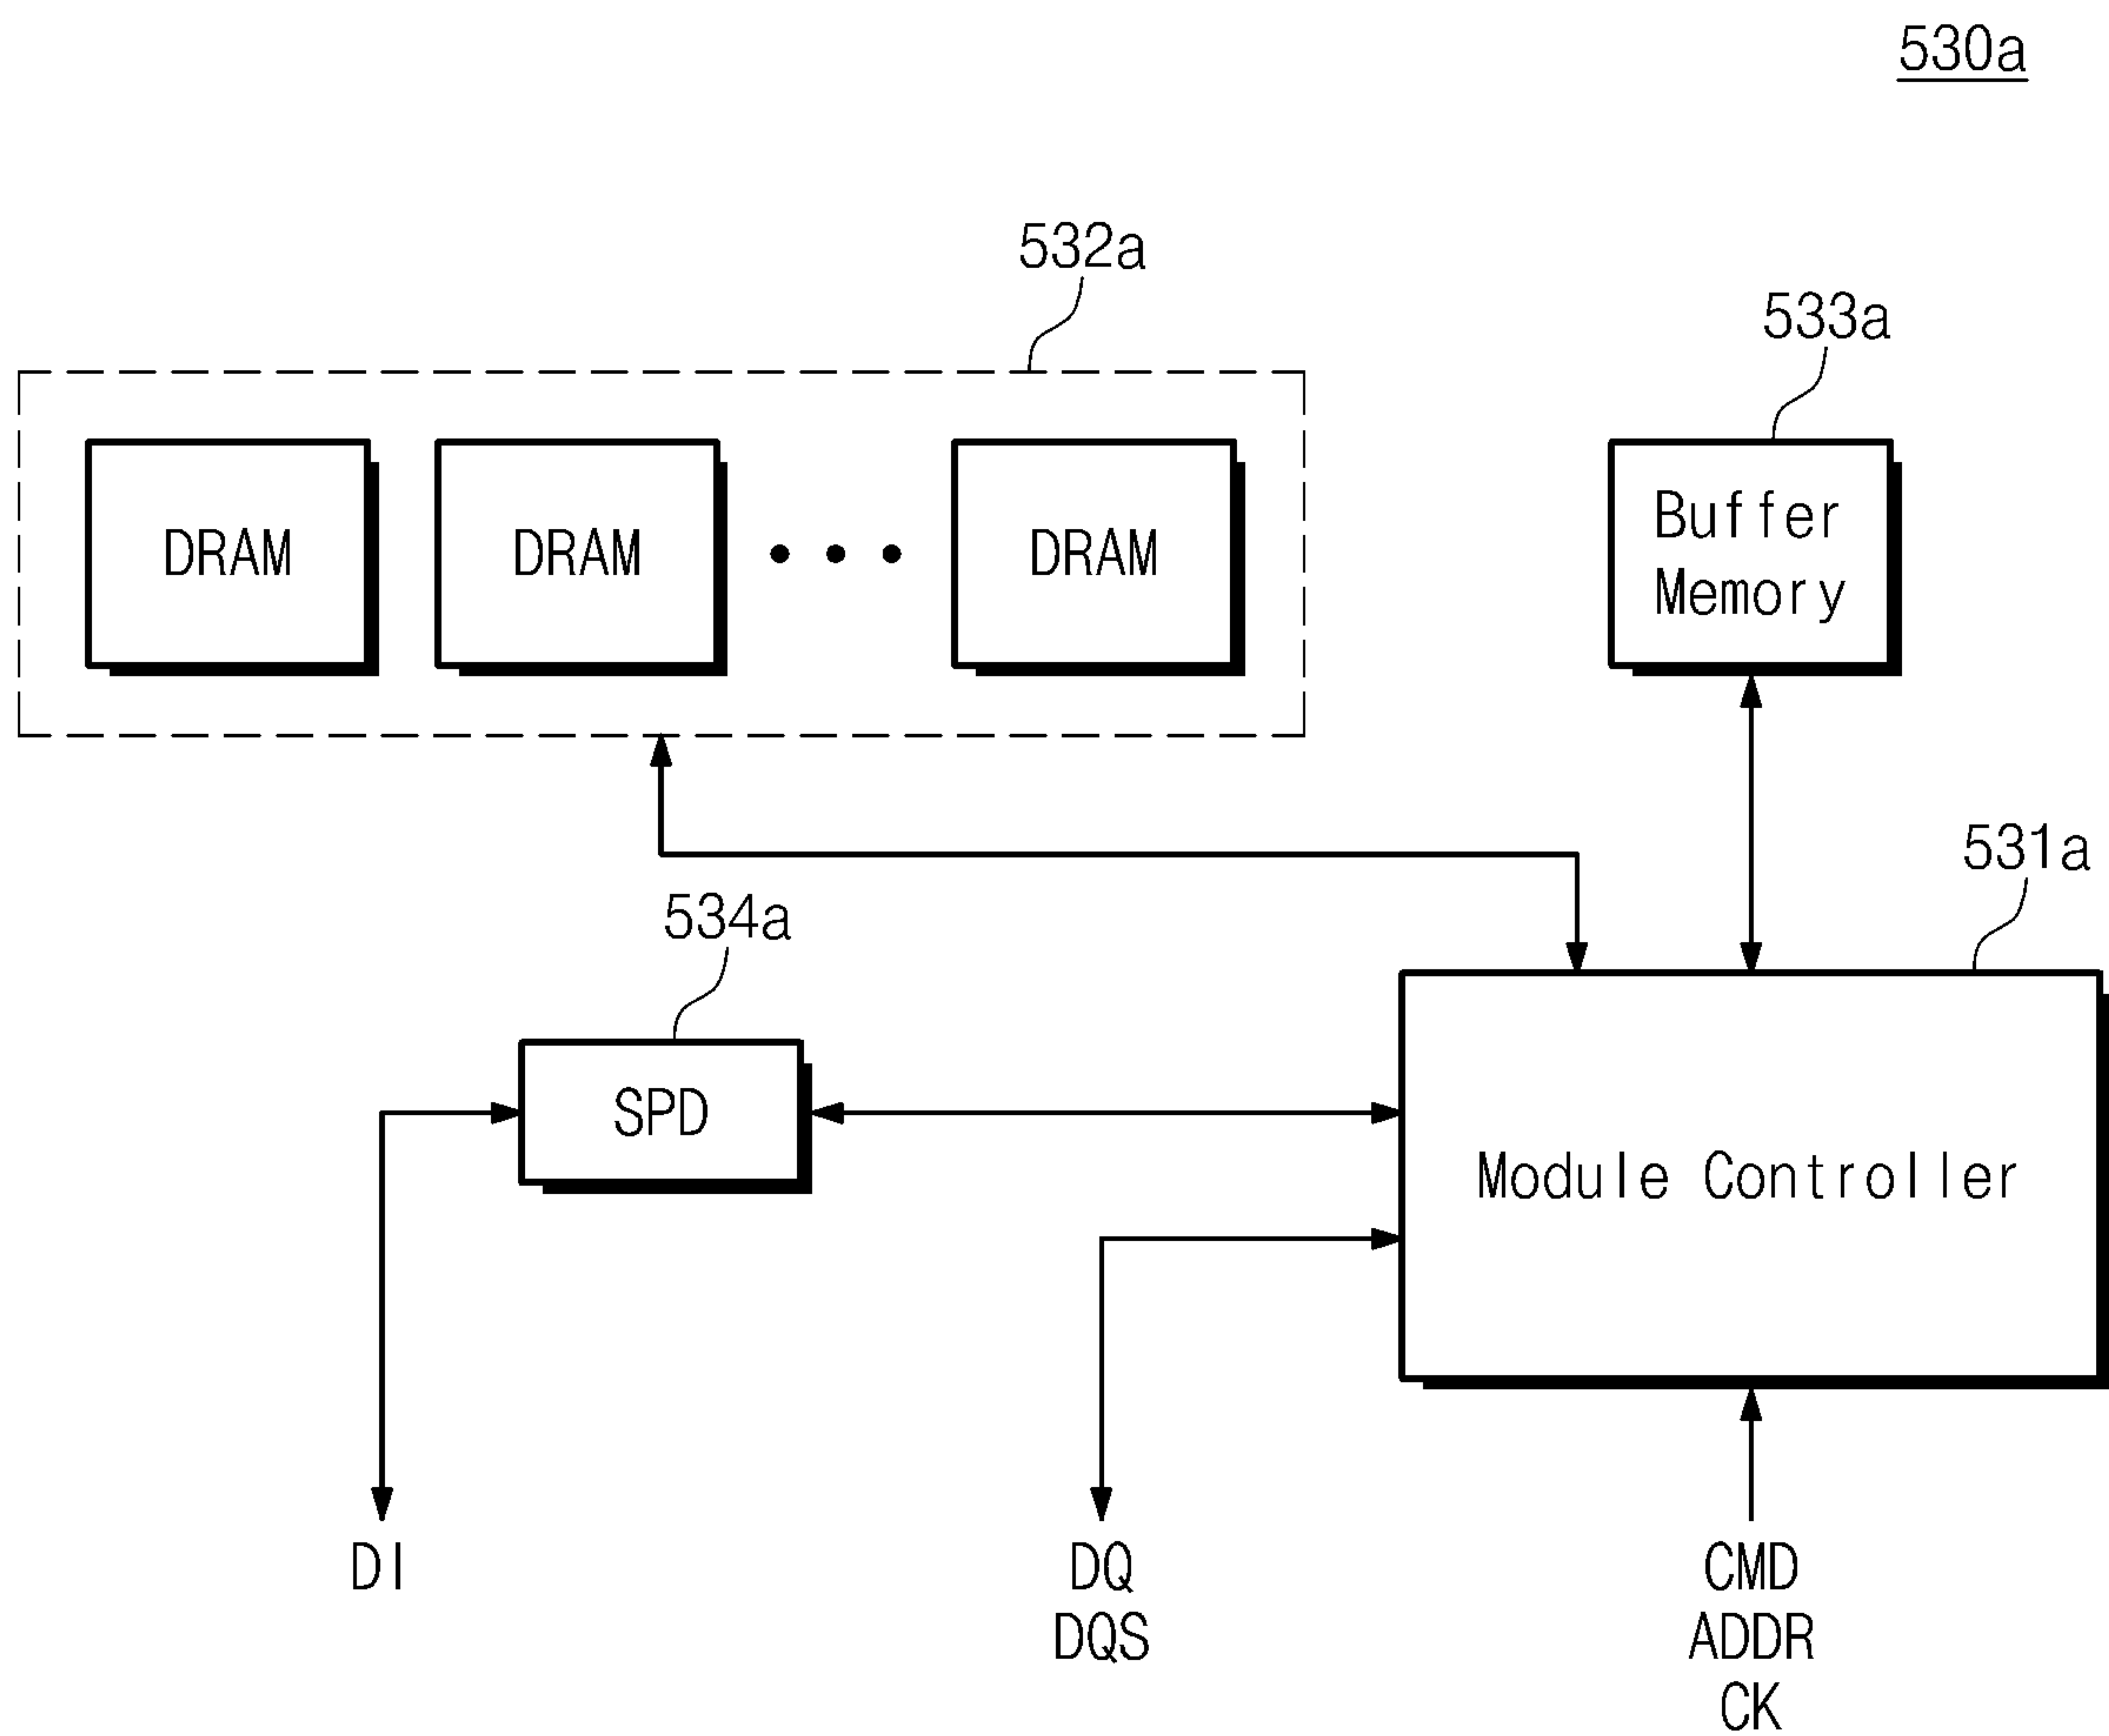 530a
532a
533a
DRAM DRAM DRAM
Buffer
Memory
531a
534a
SPD
Module Controller
DI
DQ
DQS
CMD
ADDR
CK